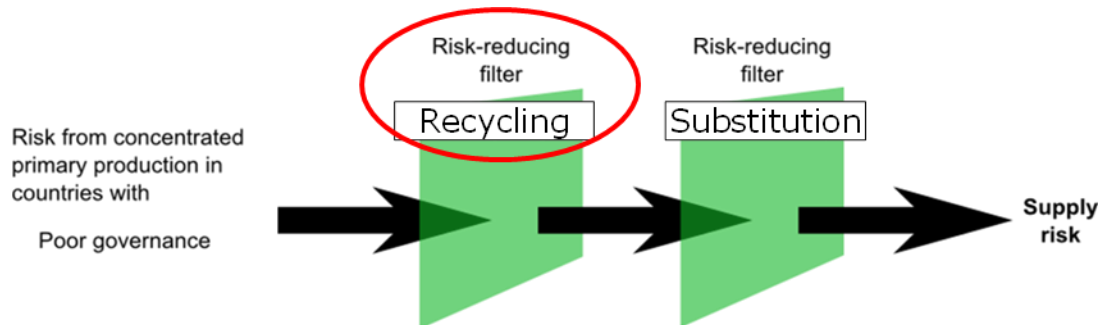 Risk from concentrated
primary production in
countries with
Poor governance
Risk-reducing
filter
Recycling
Risk-reducing
filter
Substitution
Supply
risk